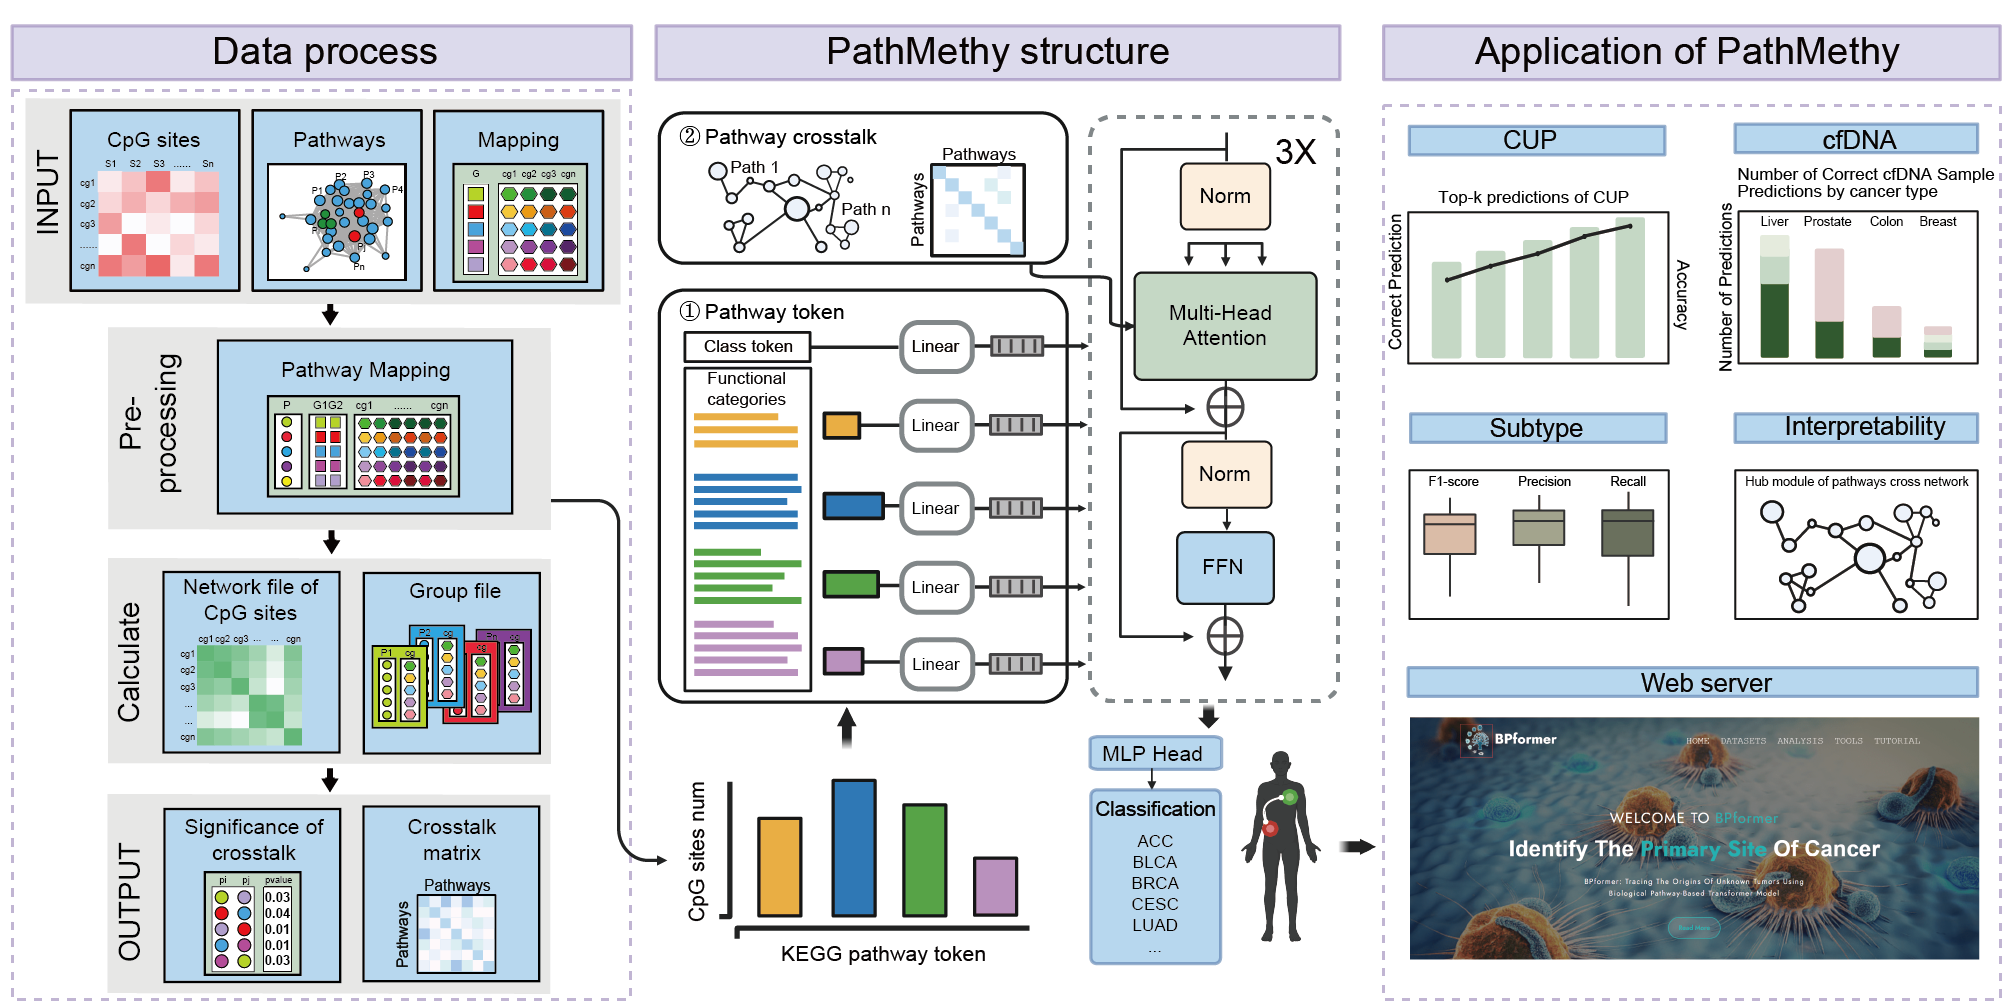 Data process
INPUT
CpG sites
S1 S2 S3 ...... Sn
cg1
cg2
cg3
......
cgn
Pathways
P1
P2
P3
P4
Pi
Pj
Pn
Mapping
G cg1 cg2 cg3 cgn
Pre-
processing
Pathway Mapping
P G1G2 cg1 ...... cgn
Calculate
Network file of
CpG sites
cg1 cg2 cg3 ... ... cgn
cg1
cg2
cg3
...
...
cgn
Group file
P1 cg
P2 cg
cg
Pn cg
OUTPUT
Significance of
crosstalk
pi pj pvalue
0.03
0.04
0.01
0.01
0.03
Crosstalk
matrix
Pathways
Pathways
PathMethy structure
② Pathway crosstalk
Path 1
Path n
Pathways
Pathways
① Pathway token
Class token
Linear
Functional
categories
Linear
Linear
Linear
Linear
CpG sites num
KEGG pathway token
3X
Norm
Multi-Head
Attention
Norm
FFN
MLP Head
Classification
ACC
BLCA
BRCA
CESC
LUAD
...
Application of PathMethy
CUP
Top-k predictions of CUP
Correct Prediction
Accuracy
cfDNA
Number of Correct cfDNA Sample
Predictions by cancer type
Number of Predictions
Liver Prostate Colon Breast
Subtype
F1-score Precision Recall
Interpretability
Hub module of pathways cross network
Web server
BPformer
HOME DATASETS ANALYSIS TOOLS TUTORIAL
WELCOME TO BPformer
Identify The Primary Site Of Cancer
BPformer: Tracing The Origins Of Unknown Tumors Using
Biological Pathway-Based Transformer Model
Read More